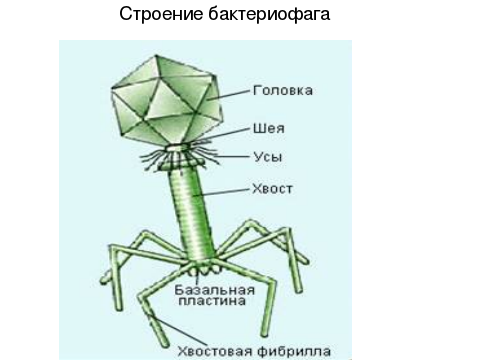 Строение бактериофага
Головка
Шея
Усы
Хвост
Базальная
пластина
Хвостовая фибрилла